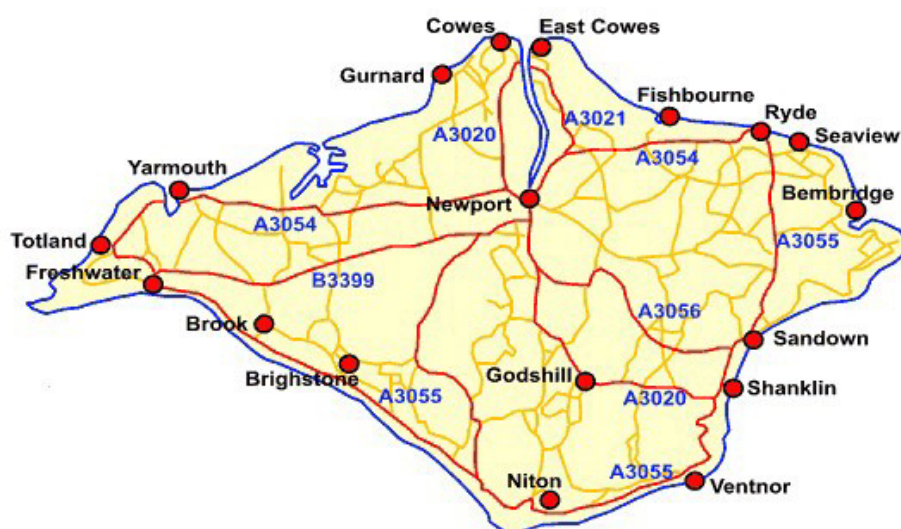 Cowes
East Cowes
Gurnard
Fishbourne
Ryde
A3020
A3021
Seaview
A3054
Yarmouth
Newport
Bembridge
A3054
Totland
A3055
Freshwater
B3399
A3056
Brook
Sandown
Brighstone
Godshill
Shanklin
A3055
A3020
A3055
Niton
Ventnor